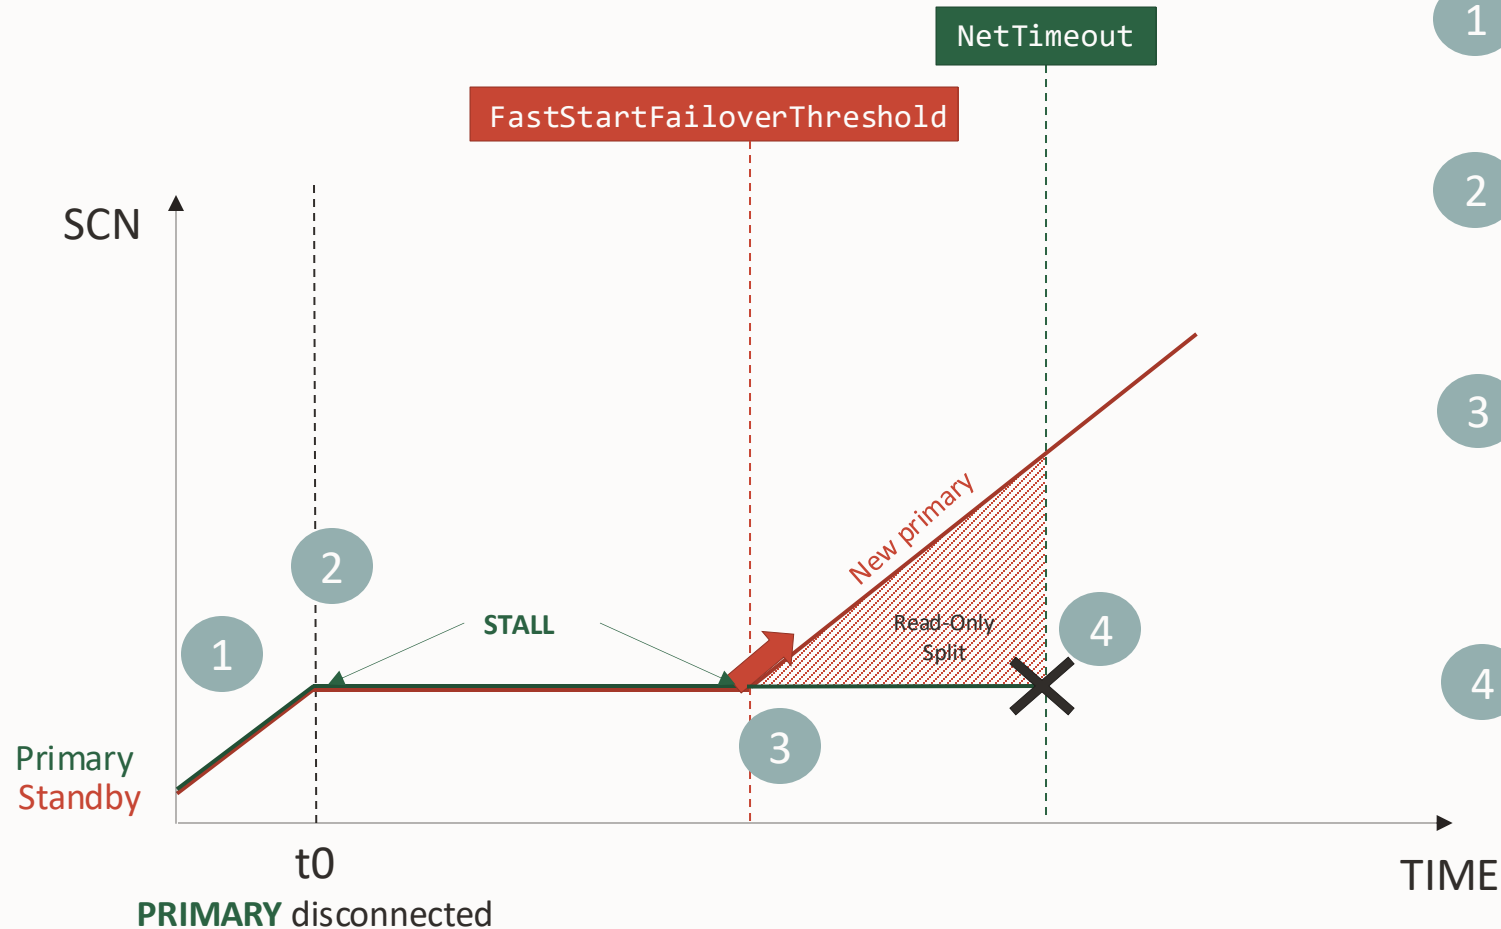 NetTimeout
FastStartFailoverThreshold
SCN
New primary
2
STALL
Read-Only
Split
1
4
3
Primary
Standby
t0
PRIMARY disconnected
TIME
1
2
3
4